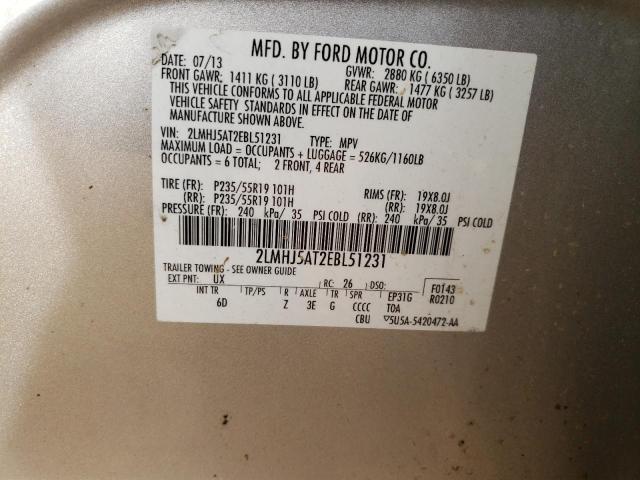 MFD. BY FORD MOTOR CO.
DATE: 07/13 GVWR: 2880 KG ( 6350 LB)
FRONT GAWR: 1411 KG ( 3110 LB) REAR GAWR: 1477 KG ( 3257 LB)
THIS VEHICLE CONFORMS TO ALL APPLICABLE FEDERAL MOTOR
VEHICLE SAFETY STANDARDS IN EFFECT ON THE DATE OF
MANUFACTURE SHOWN ABOVE.
VIN: 2LMHJ5AT2EBL51231 TYPE: MPV
MAXIMUM LOAD = OCCUPANTS + LUGGAGE = 526KG/1160LB
OCCUPANTS = 6 TOTAL; 2 FRONT, 4 REAR
TIRE (FR): P235/55R19 101H RIMS (FR): 19X8.0J
(RR): P235/55R19 101H (RR): 19X8.0J
PRESSURE (FR): 240 kPa/ 35 PSI COLD (RR): 240 kPa/ 35 PSI COLD
2LMHJ5AT2EBL51231
TRAILER TOWING - SEE OWNER GUIDE
EXT PNT: UX RC: 26 DSO: F0143
INT TR TP/PS R AXLE TR SPR EP31G R0210
6D Z 3E G CCCC TOA
CBU ▽5USA-5420472-AA